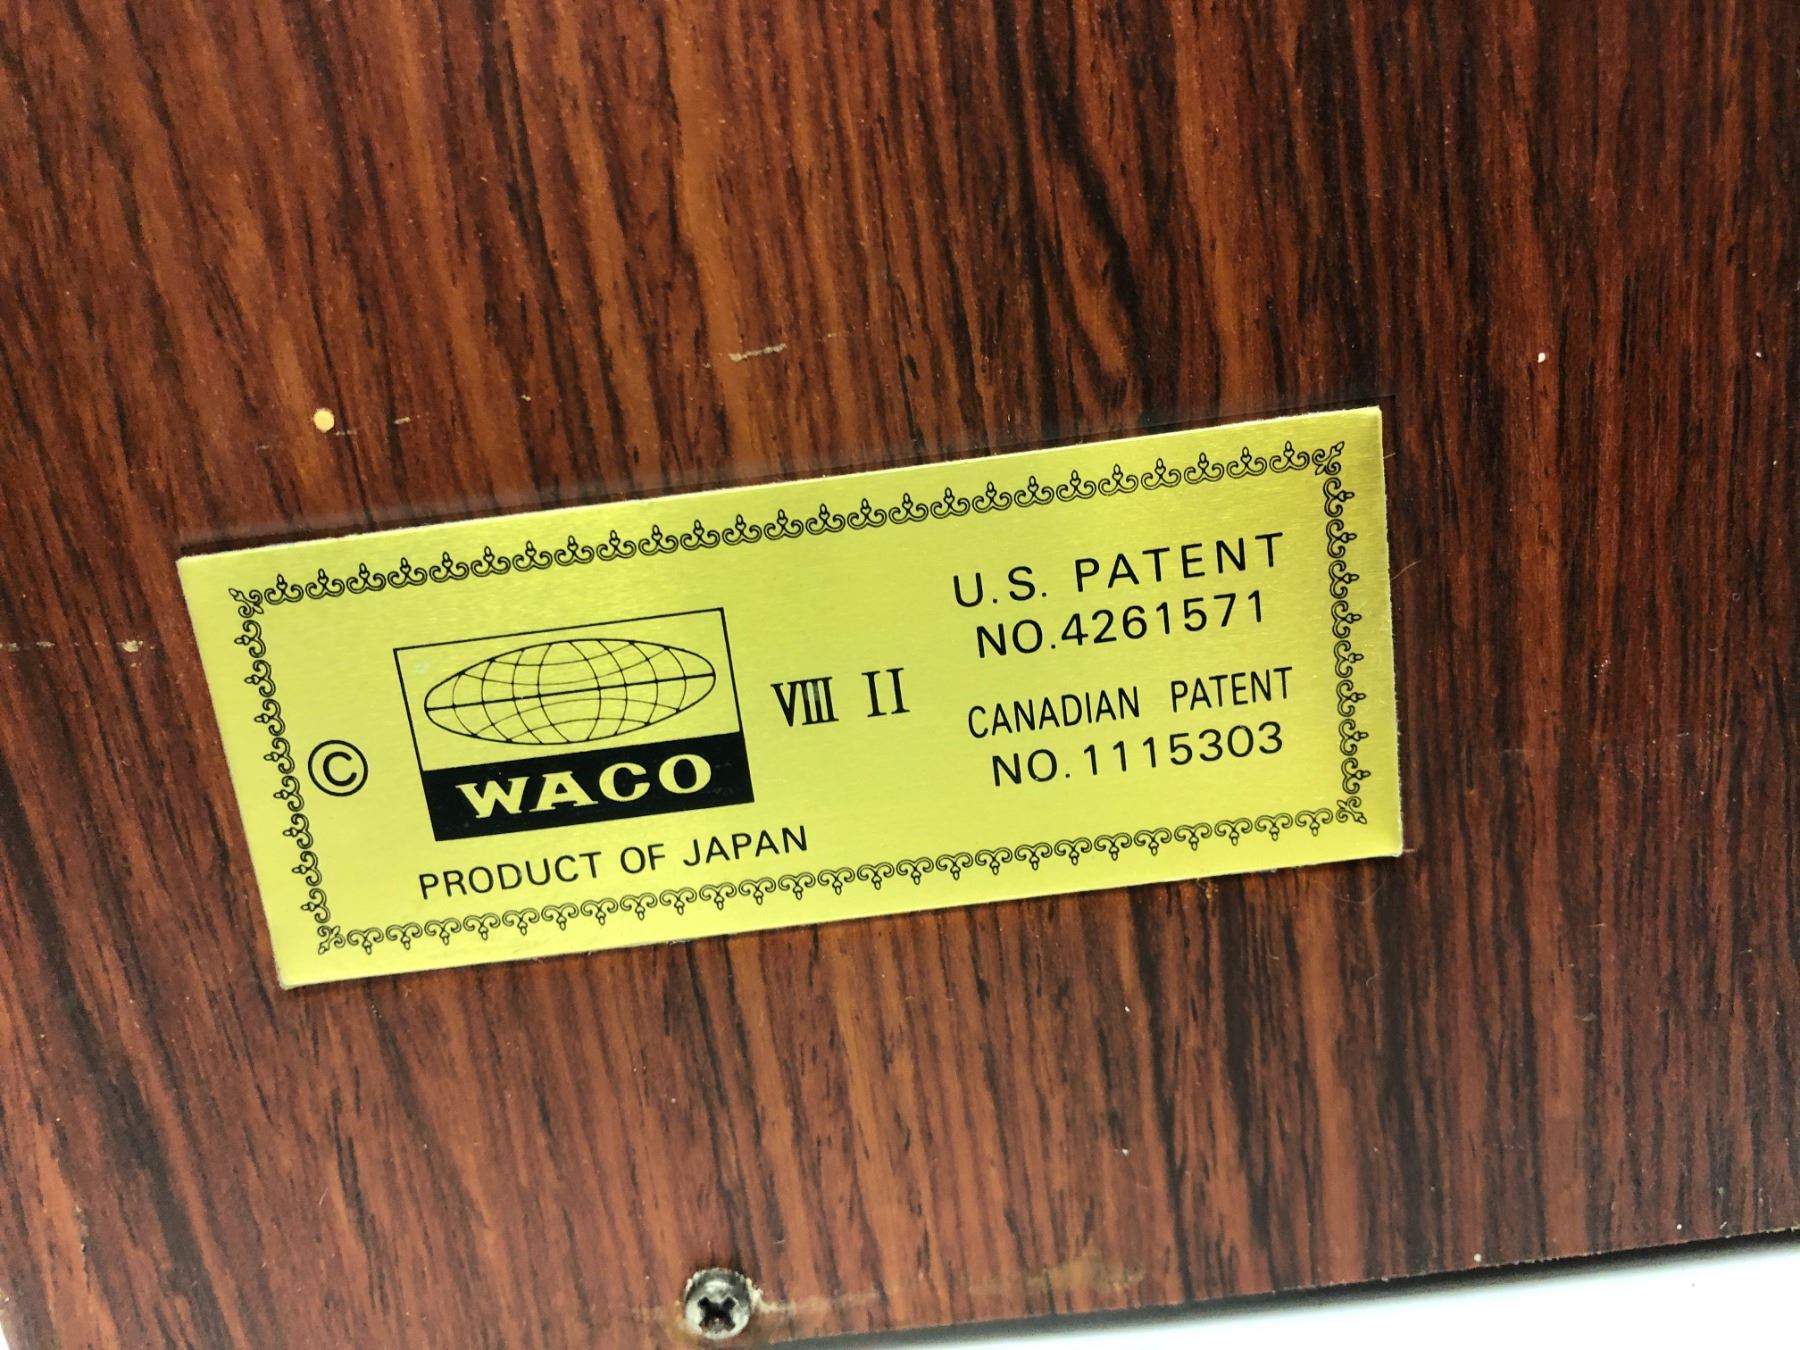 ©
WACO
PRODUCT OF JAPAN
VIII II
U.S. PATENT
NO.4261571
CANADIAN PATENT
NO.1115303